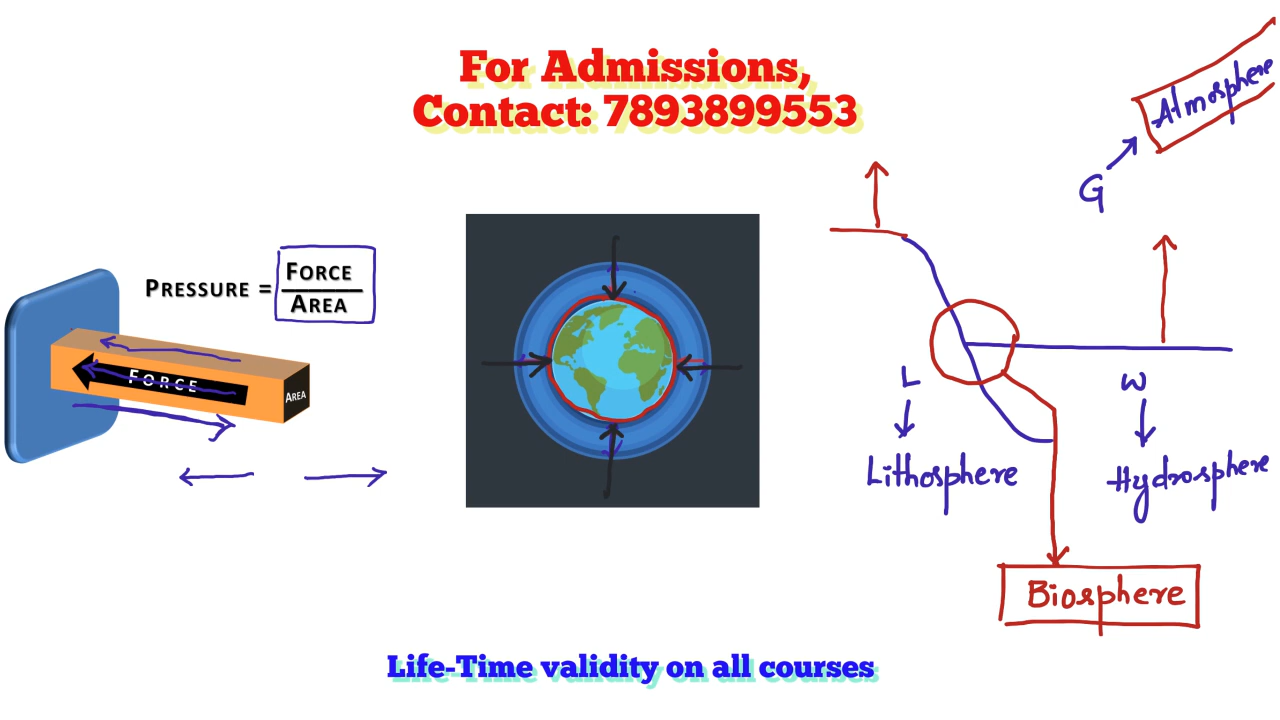 For Admissions,
Contact: 7893899553
Atmosphere
G
PRESSURE = FORCE
AREA
FORCE
AREA
L
W
Lithosphere
Hydrosphere
Biosphere
Life-Time validity on all courses